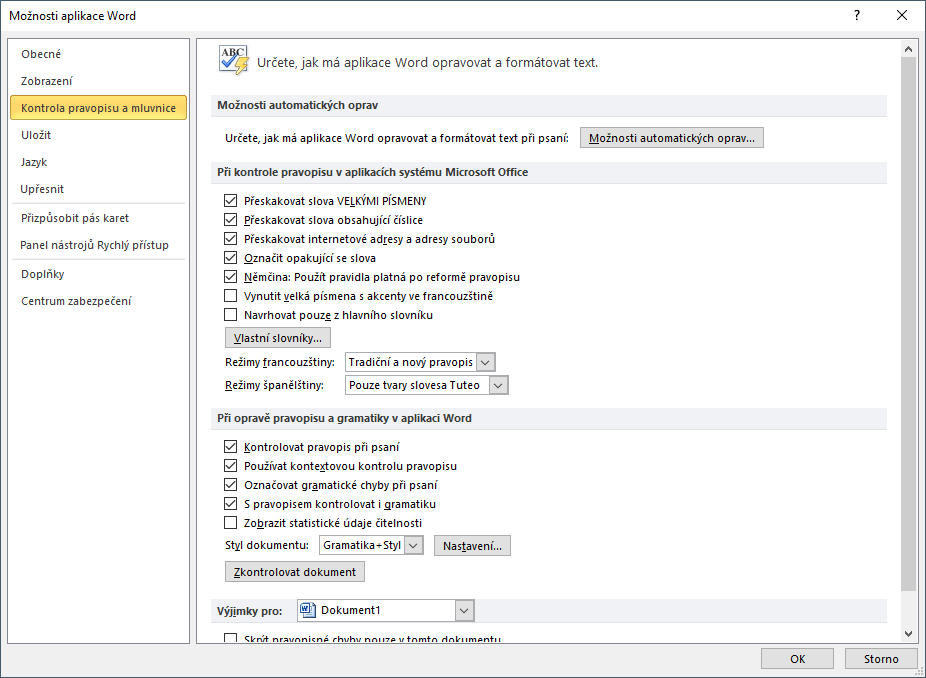 Možnosti aplikace Word
?
Obecné
Zobrazení
Kontrola pravopisu a mluvnice
Uložit
Jazyk
Upřesnit
Přizpůsobit pás karet
Panel nástrojů Rychlý přístup
Doplňky
Centrum zabezpečení
ABC
Určete, jak má aplikace Word opravovat a formátovat text.
Možnosti automatických oprav
Určete, jak má aplikace Word opravovat a formátovat text při psaní: Možnosti automatických oprav...
Při kontrole pravopisu v aplikacích systému Microsoft Office
Přeskakovat slova VELKÝMI PÍSMENY
Přeskakovat slova obsahující číslice
Přeskakovat internetové adresy a adresy souborů
Označit opakující se slova
Němčina: Použít pravidla platná po reformě pravopisu
Vynutit velká písmena s akcenty ve francouzštině
Navrhovat pouze z hlavního slovníku
Vlastní slovníky...
Režimy francouzštiny: Tradiční a nový pravopis
Režimy španělštiny: Pouze tvary slovesa Tuteo
Při opravě pravopisu a gramatiky v aplikaci Word
Kontrolovat pravopis při psaní
Používat kontextovou kontrolu pravopisu
Označovat gramatické chyby při psaní
S pravopisem kontrolovat i gramatiku
Zobrazit statistické údaje čitelnosti
Styl dokumentu: Gramatika+Styl Nastavení...
Zkontrolovat dokument
Výjimky pro: Dokument1
Skrýt pravopisné chyby pouze v tomto dokumentu
OK Storno